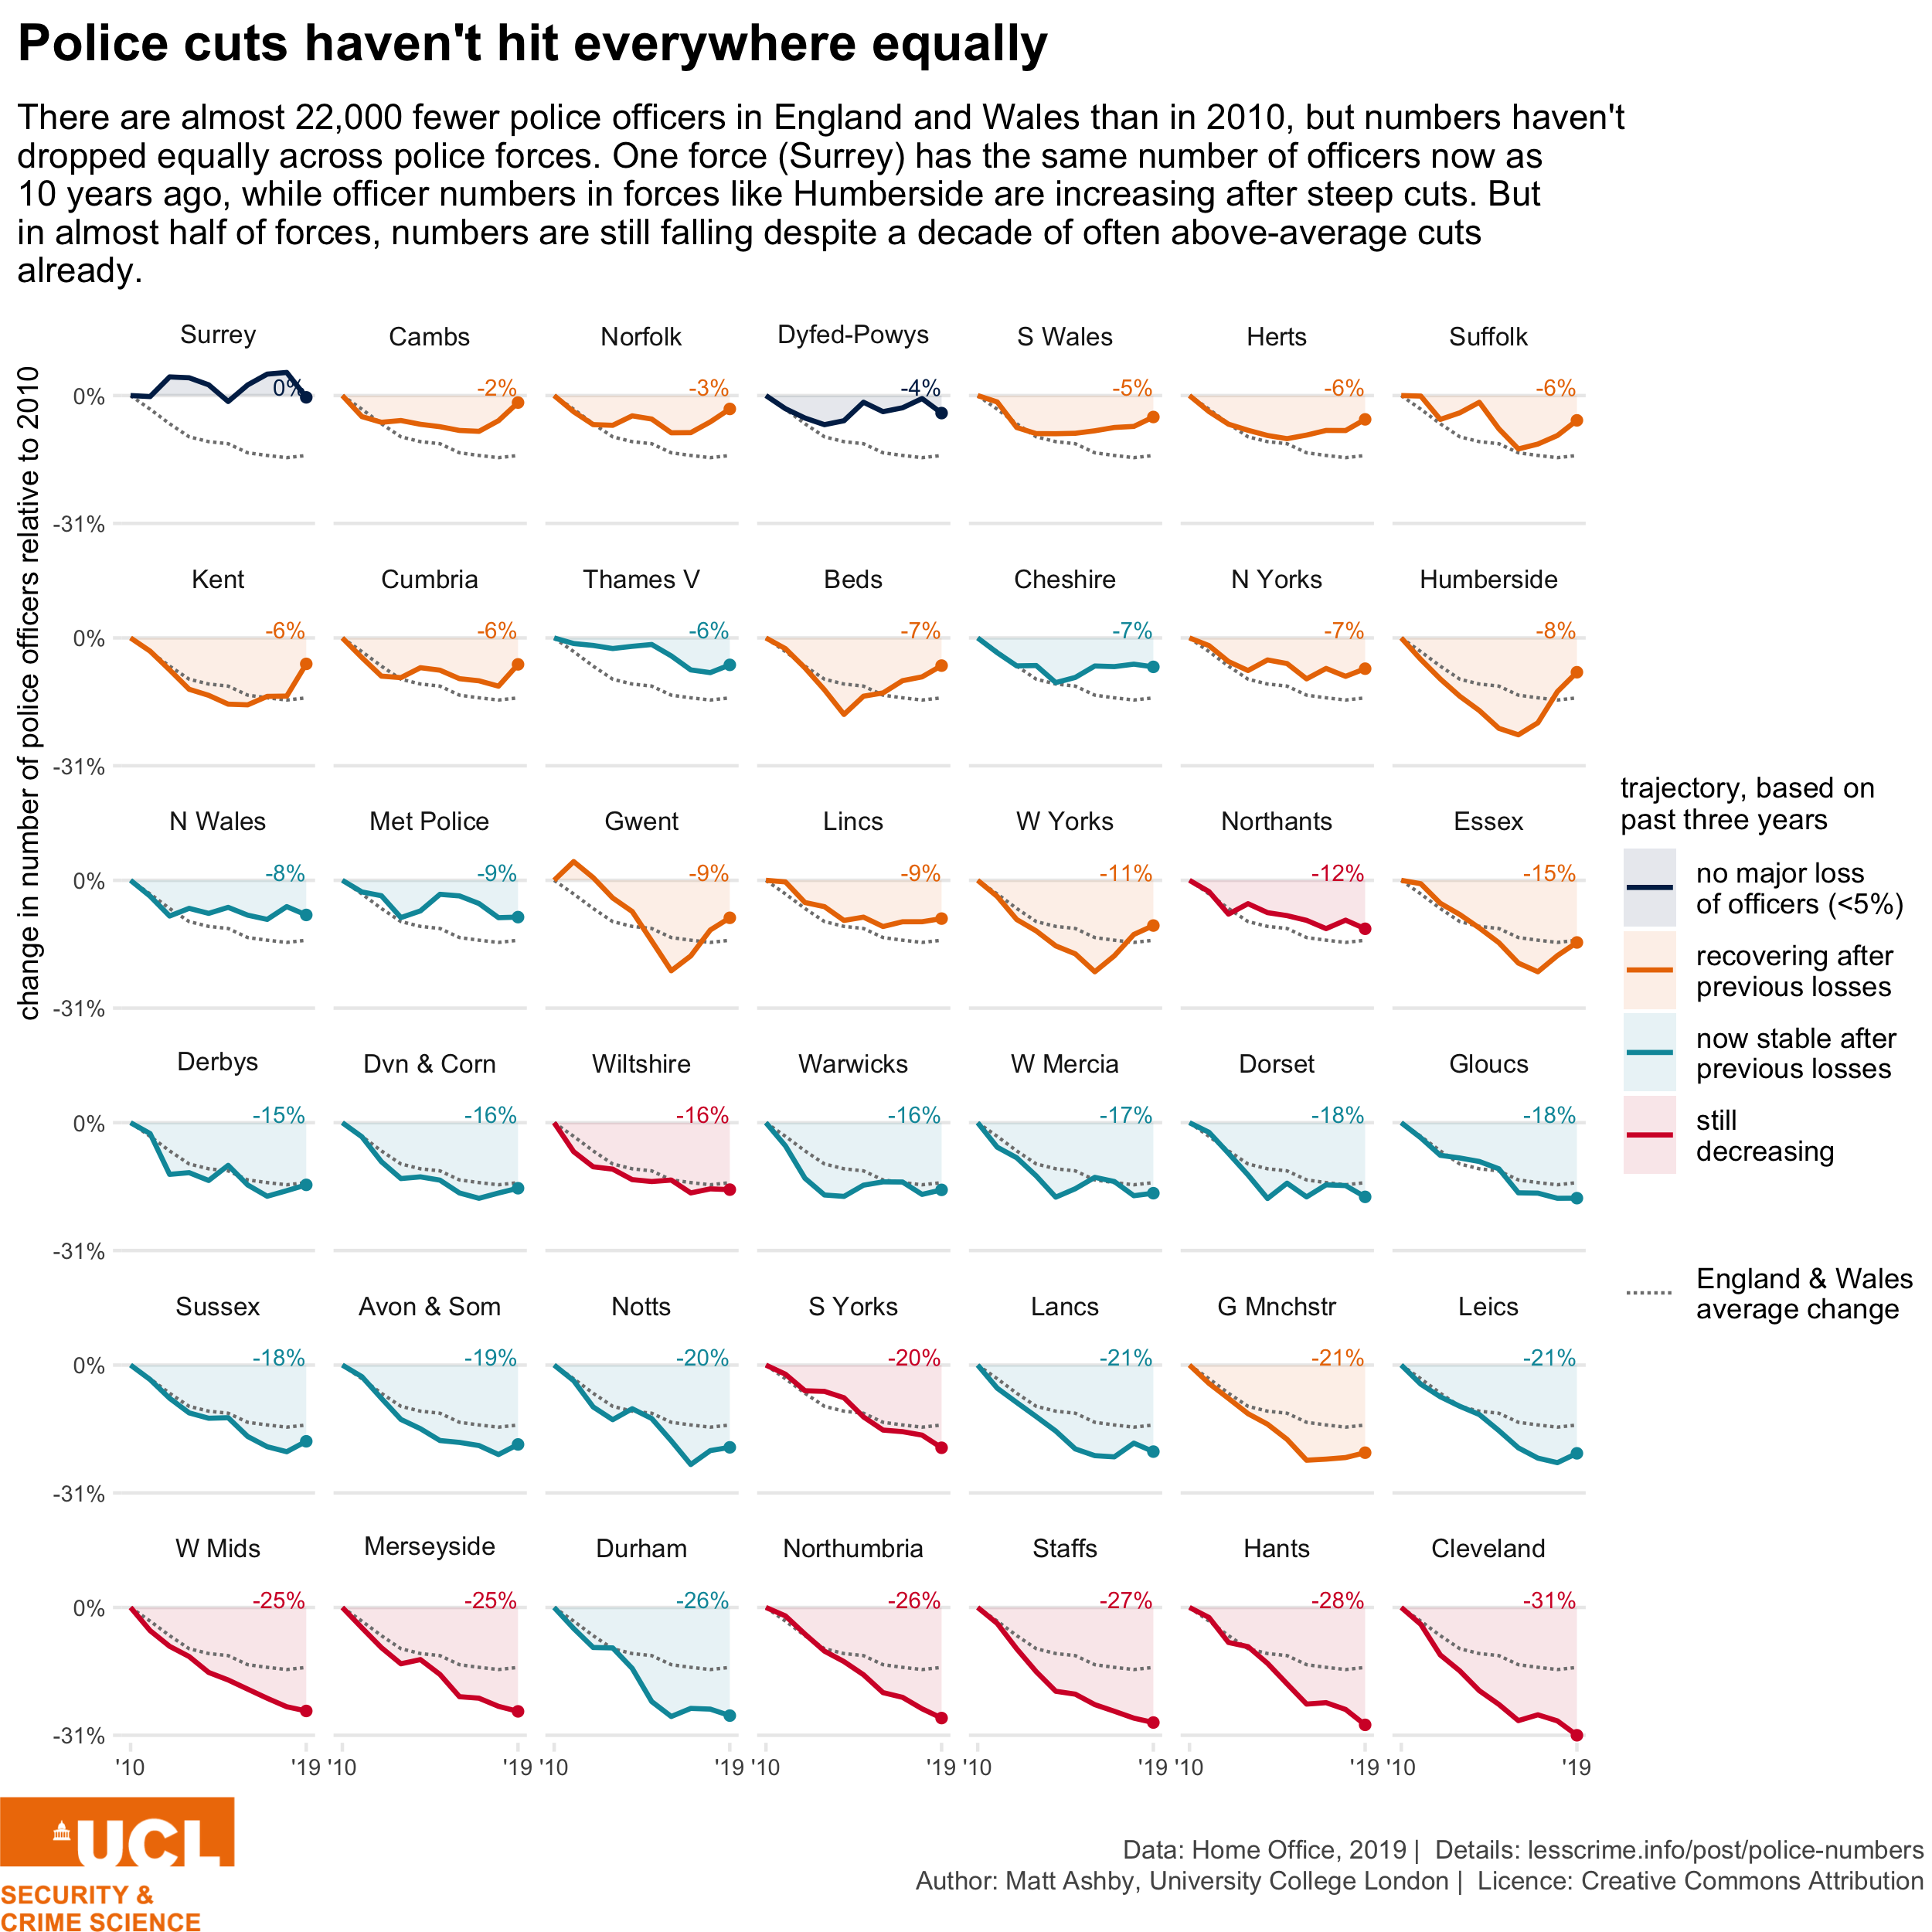 Police cuts haven't hit everywhere equally
There are almost 22,000 fewer police officers in England and Wales than in 2010, but numbers haven't
dropped equally across police forces. One force (Surrey) has the same number of officers now as
10 years ago, while officer numbers in forces like Humberside are increasing after steep cuts. But
in almost half of forces, numbers are still falling despite a decade of often above-average cuts
already.
change in number of police officers relative to 2010
Surrey Cambs Norfolk Dyfed-Powys S Wales Herts Suffolk
0% 0% -2% -3% -4% -5% -6% -6%
-31%
Kent Cumbria Thames V Beds Cheshire N Yorks Humberside
0% -6% -6% -6% -7% -7% -7% -8%
-31%
N Wales Met Police Gwent Lincs W Yorks Northants Essex
0% -8% -9% -9% -9% -11% -12% -15%
-31%
Derbys Dvn & Corn Wiltshire Warwicks W Mercia Dorset Gloucs
0% -15% -16% -16% -16% -17% -18% -18%
-31%
Sussex Avon & Som Notts S Yorks Lancs G Mnchstr Leics
0% -18% -19% -20% -20% -21% -21% -21%
-31%
W Mids Merseyside Durham Northumbria Staffs Hants Cleveland
0% -25% -25% -26% -26% -27% -28% -31%
-31%
'10 '19 '10 '19 '10 '19 '10 '19 '10 '19 '10 '19 '10 '19
trajectory, based on
past three years
no major loss
of officers (<5%)
recovering after
previous losses
now stable after
previous losses
still
decreasing
England & Wales
average change
UCL
SECURITY &
CRIME SCIENCE
Data: Home Office, 2019 | Details: lesscrime.info/post/police-numbers
Author: Matt Ashby, University College London | Licence: Creative Commons Attribution